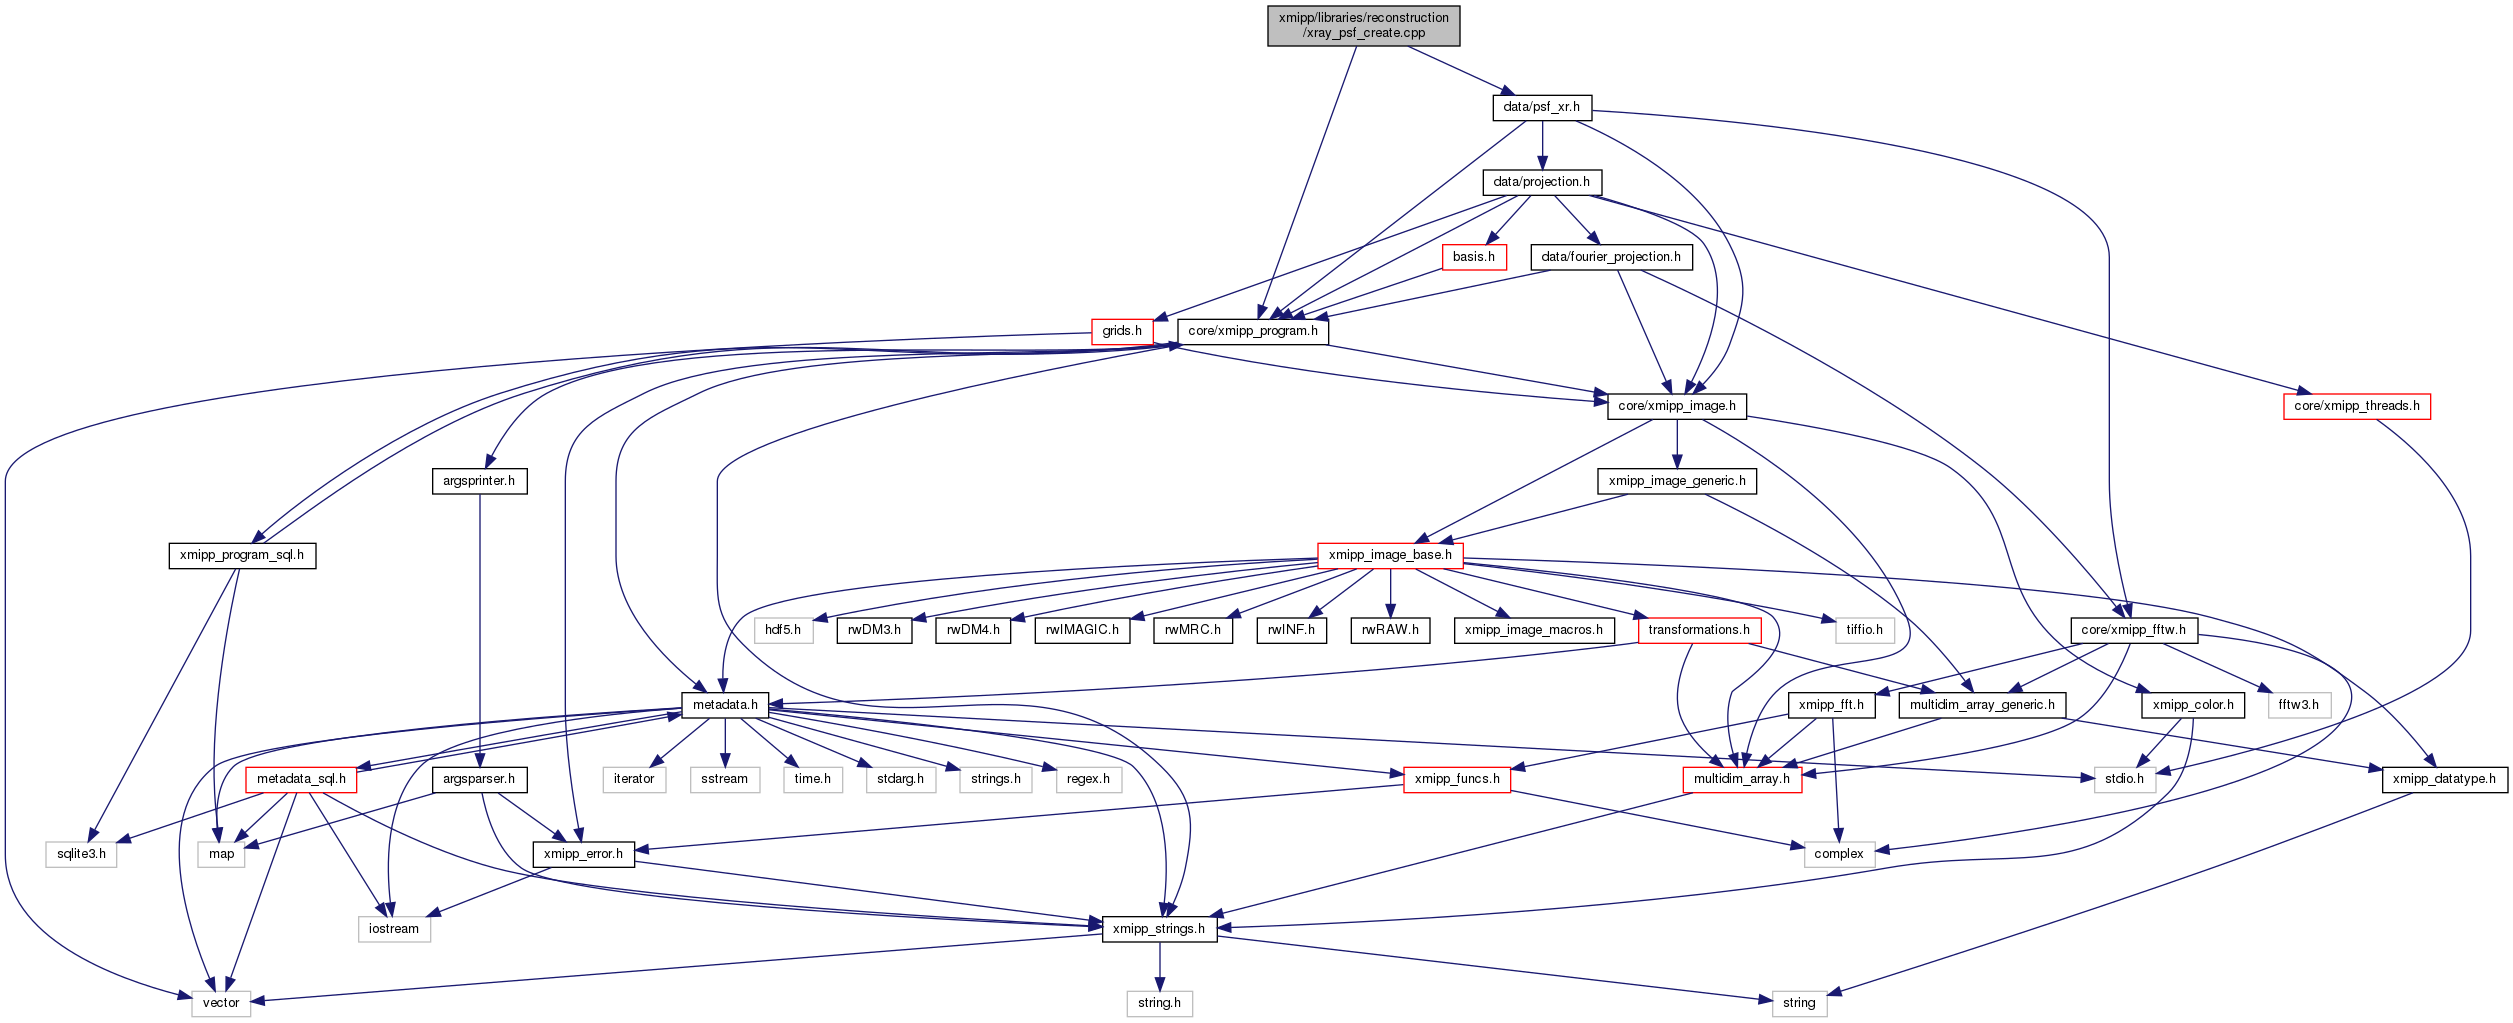 xmipp/libraries/reconstruction
/xray_psf_create.cpp
data/psf_xr.h
data/projection.h
basis.h
data/fourier_projection.h
grids.h
core/xmipp_program.h
core/xmipp_image.h
core/xmipp_threads.h
argsprinter.h
xmipp_image_generic.h
xmipp_program_sql.h
xmipp_image_base.h
hdf5.h
rwDM3.h
rwDM4.h
rwIMAGIC.h
rwMRC.h
rwINF.h
rwRAW.h
xmipp_image_macros.h
transformations.h
tiffio.h
core/xmipp_fftw.h
metadata.h
xmipp_fft.h
multidim_array_generic.h
xmipp_color.h
fftw3.h
metadata_sql.h
argsparser.h
iterator
sstream
time.h
stdarg.h
strings.h
regex.h
xmipp_funcs.h
multidim_array.h
stdio.h
xmipp_datatype.h
sqlite3.h
map
xmipp_error.h
complex
iostream
xmipp_strings.h
vector
string.h
string